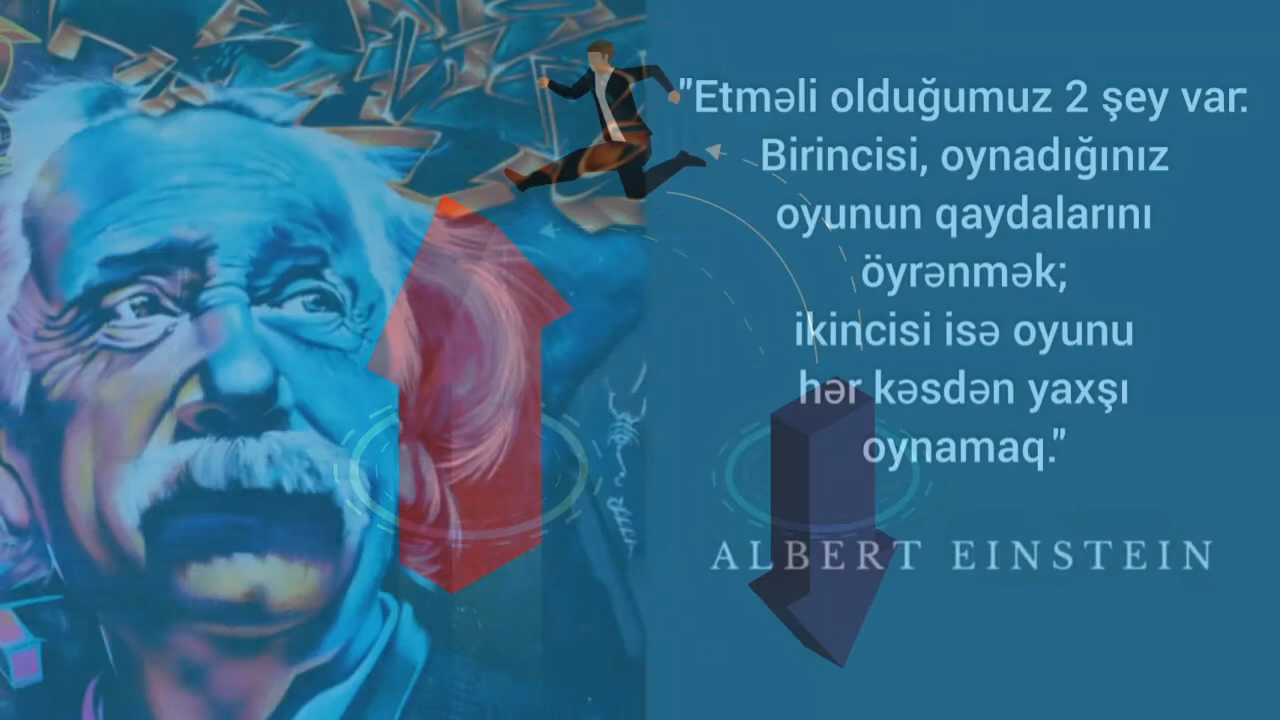 "Etməli olduğumuz 2 şey var:
Birincisi, oynadığınız
oyunun qaydalarını
öyrənmək;
ikincisi isə oyunu
hər kəsdən yaxşı
oynamaq."
ALBERT EINSTEIN